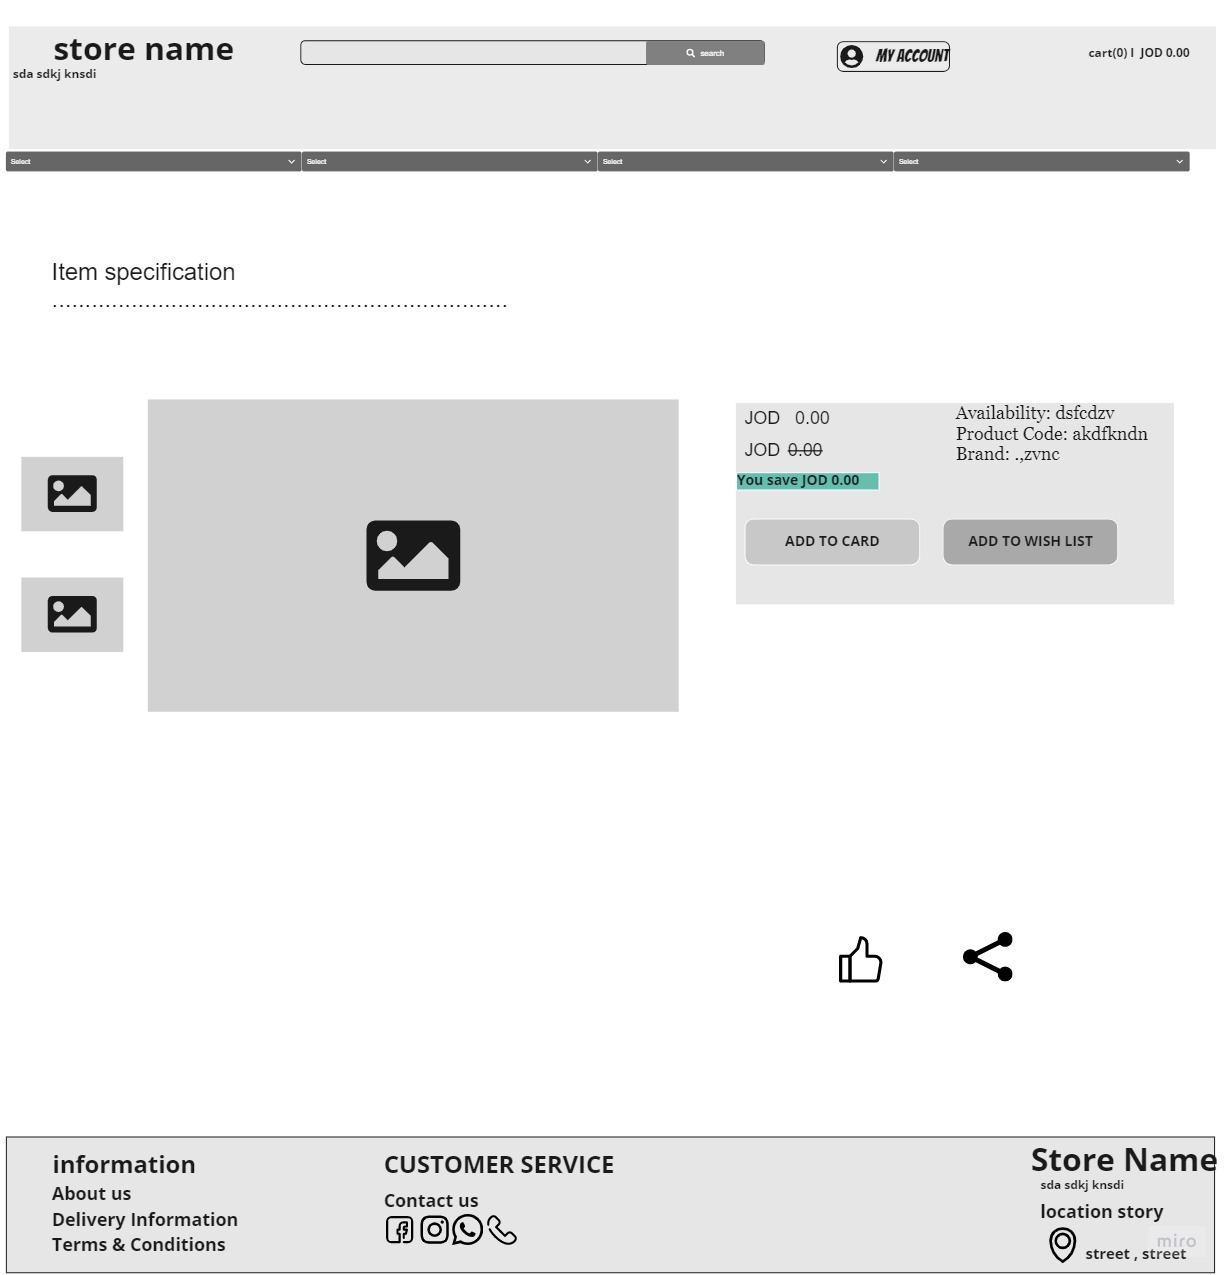 store name
sda sdkj knsdi
search
MY ACCOUNT
cart(0) I JOD 0.00
Select
Select
Select
Select
Item specification
.....................................................................
JOD 0.00
JOD 0.00
You save JOD 0.00
Availability: dsfcdzv
Product Code: akdfkndn
Brand: .,zvnc
ADD TO CARD
ADD TO WISH LIST
information
About us
Delivery Information
Terms & Conditions
CUSTOMER SERVICE
Contact us
Store Name
sda sdkj knsdi
location story
street , street
miro